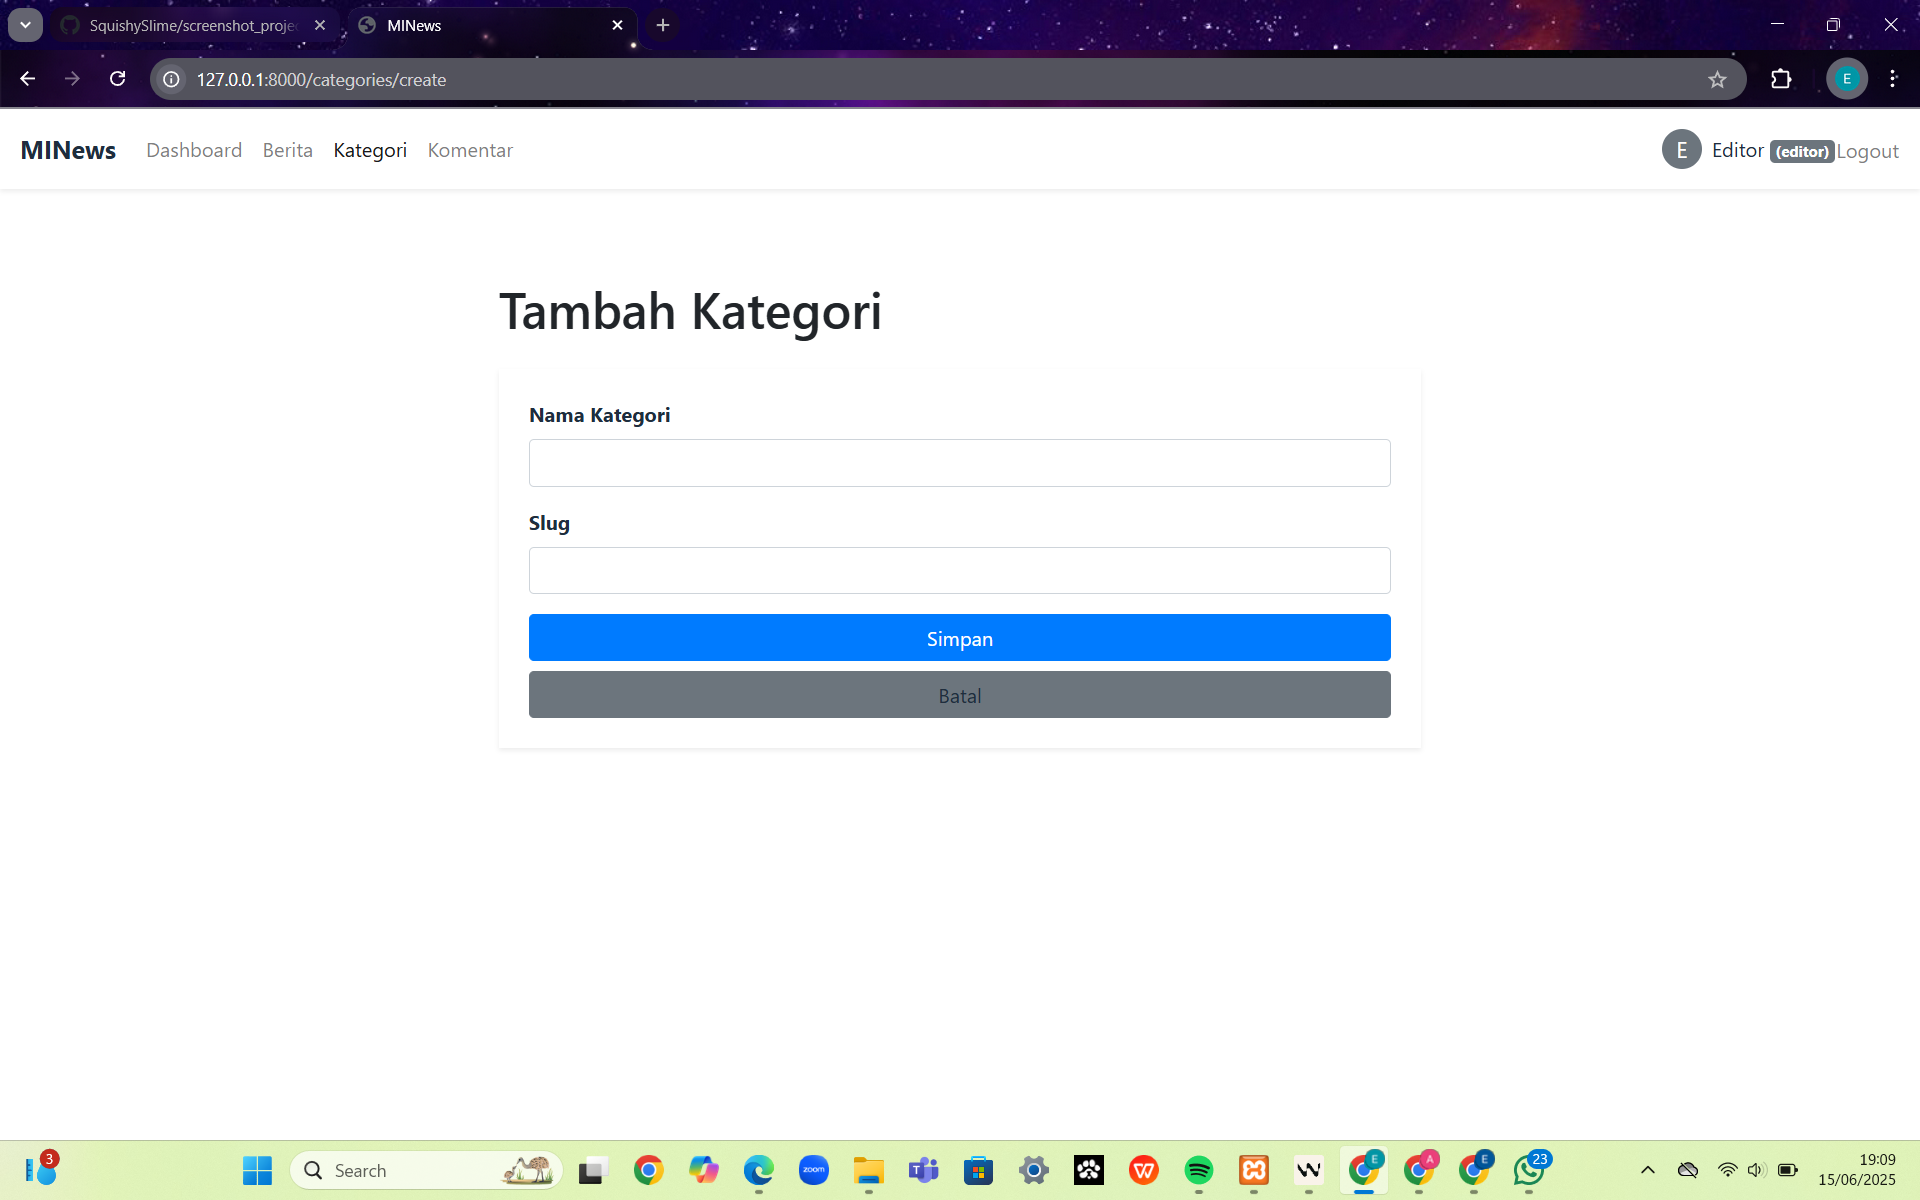 SquishySlime/screenshot_proje
MINews
127.0.0.1:8000/categories/create
E
MINews Dashboard Berita Kategori Komentar
E Editor (editor) Logout
Tambah Kategori
Nama Kategori
Slug
Simpan
Batal
3
Search
zoom
T
W
E
A
E
23
19:09
15/06/2025